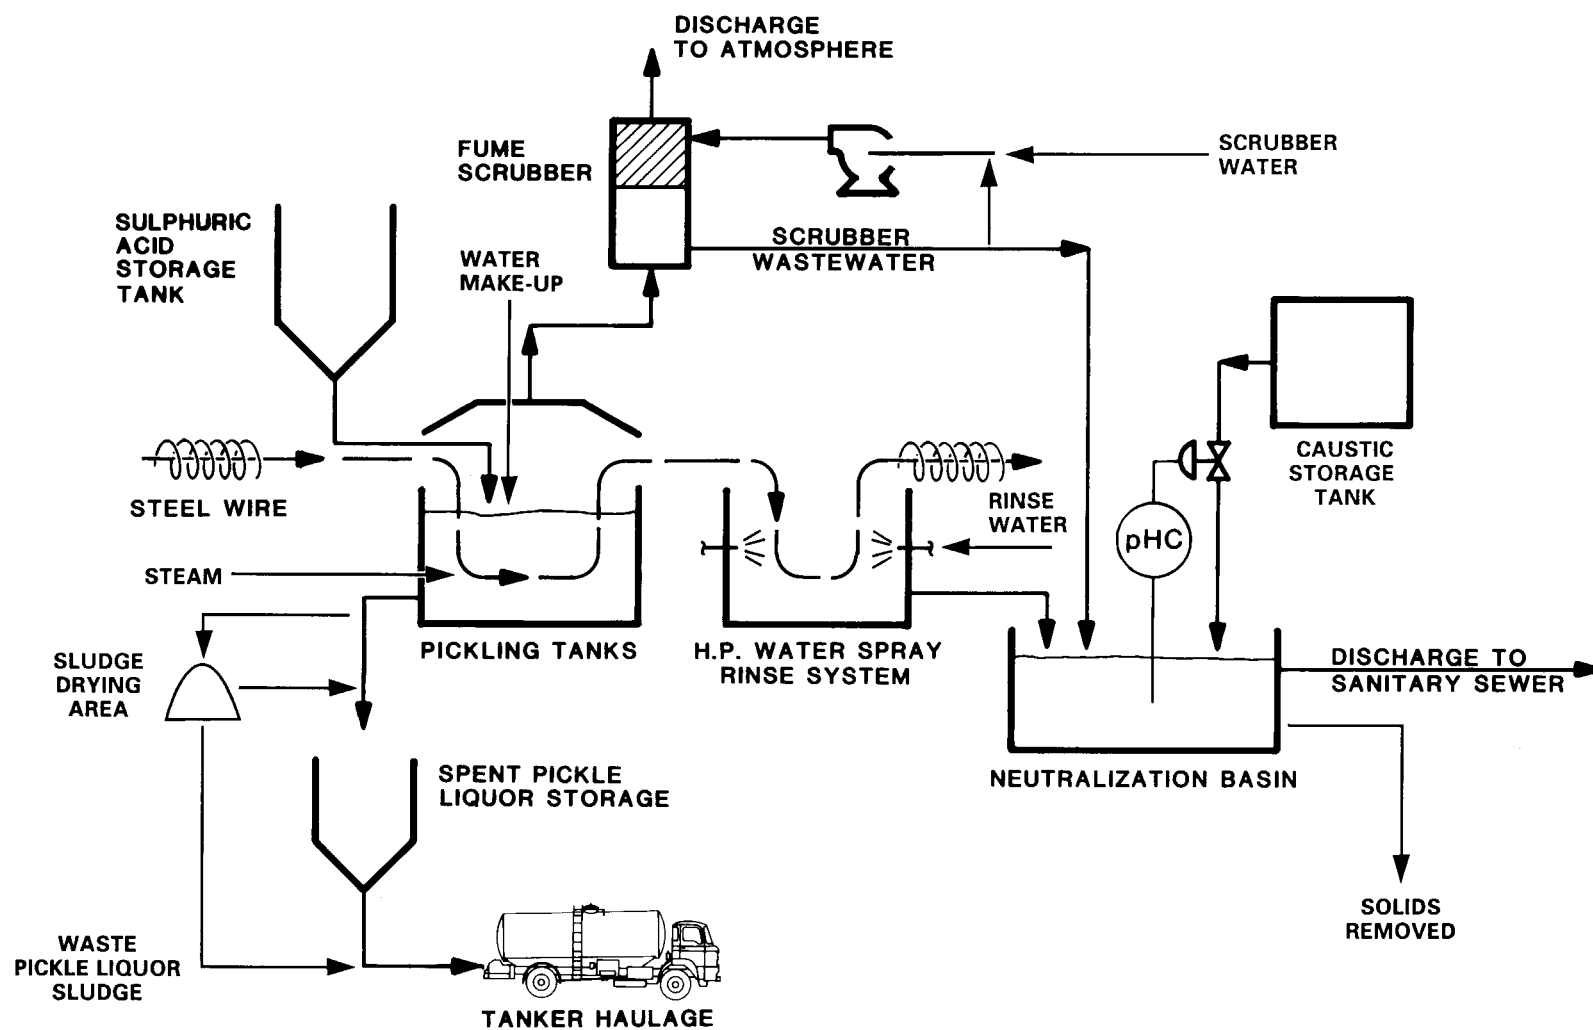 DISCHARGE
TO ATMOSPHERE
FUME
SCRUBBER
SCRUBBER
WATER
SULPHURIC
ACID
STORAGE
TANK
WATER
MAKE-UP
SCRUBBER
WASTEWATER
STEEL WIRE
CAUSTIC
STORAGE
TANK
RINSE
WATER
pHC
STEAM
PICKLING TANKS
H.P. WATER SPRAY
RINSE SYSTEM
SLUDGE
DRYING
AREA
DISCHARGE TO
SANITARY SEWER
SPENT PICKLE
LIQUOR STORAGE
NEUTRALIZATION BASIN
SOLIDS
REMOVED
WASTE
PICKLE LIQUOR
SLUDGE
TANKER HAULAGE